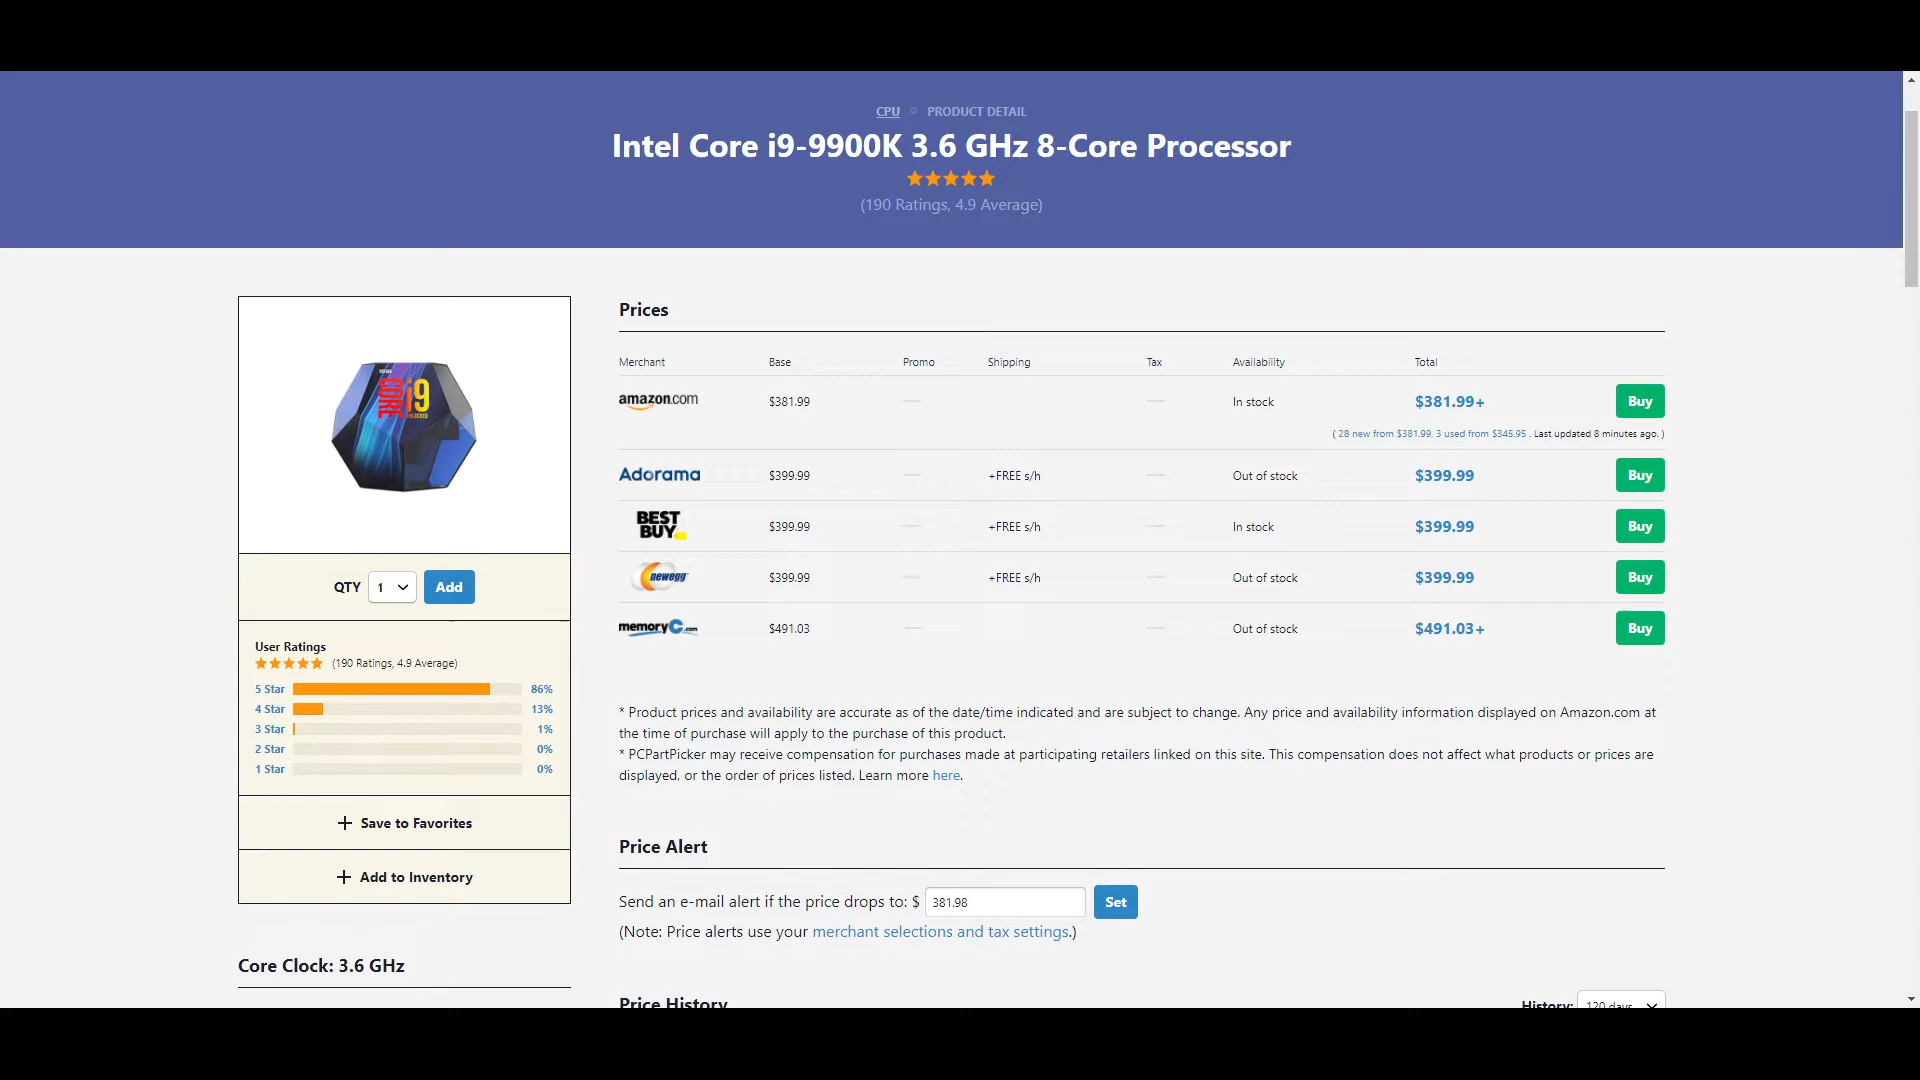 CPU PRODUCT DETAIL
Intel Core i9-9900K 3.6 GHz 8-Core Processor
(190 Ratings, 4.9 Average)
CORE i9
UNLOCKED
QTY 1 Add
User Ratings
(190 Ratings, 4.9 Average)
5 Star 86%
4 Star 13%
3 Star 1%
2 Star 0%
1 Star 0%
+ Save to Favorites
+ Add to Inventory
Core Clock: 3.6 GHz
Prices
Merchant Base Promo Shipping Tax Availability Total
amazon.com $381.99 — — In stock $381.99+ Buy
( 28 new from $381.99, 3 used from $345.95 . Last updated 8 minutes ago. )
Adorama $399.99 — +FREE s/h — Out of stock $399.99 Buy
BEST BUY $399.99 — +FREE s/h — In stock $399.99 Buy
newegg $399.99 — +FREE s/h — Out of stock $399.99 Buy
memoryC.com $491.03 — — Out of stock $491.03+ Buy
* Product prices and availability are accurate as of the date/time indicated and are subject to change. Any price and availability information displayed on Amazon.com at
the time of purchase will apply to the purchase of this product.
* PCPartPicker may receive compensation for purchases made at participating retailers linked on this site. This compensation does not affect what products or prices are
displayed, or the order of prices listed. Learn more here.
Price Alert
Send an e-mail alert if the price drops to: $ 381.98 Set
(Note: Price alerts use your merchant selections and tax settings.)
Price History History: 120 days